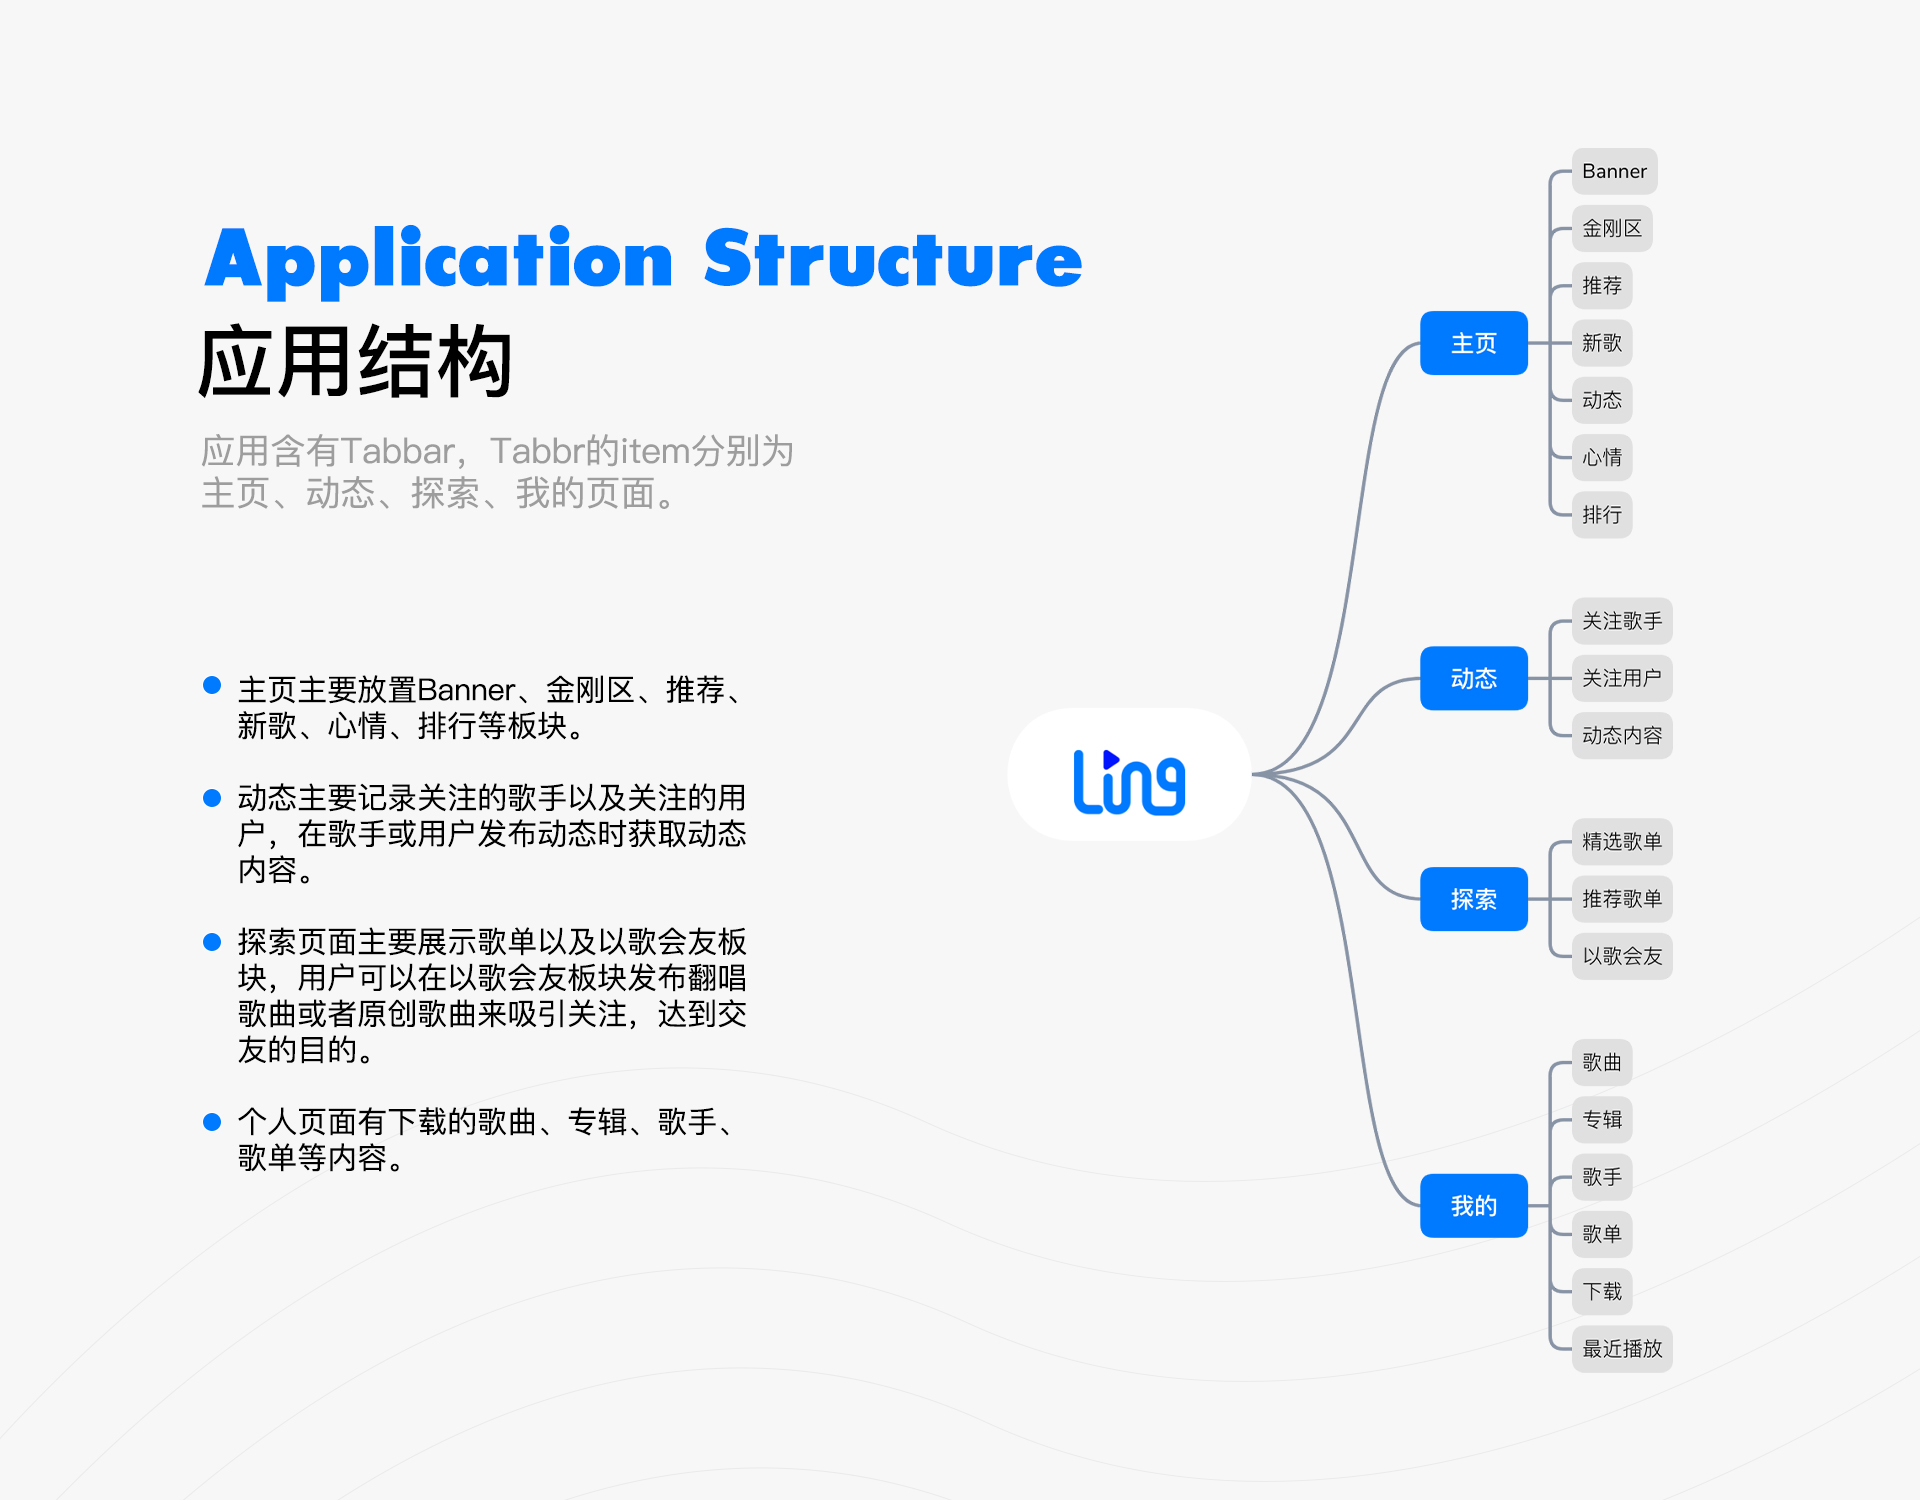 Application Structure
应用结构
应用含有Tabbar，Tabbr的item分别为
主页、动态、探索、我的页面。
主页主要放置Banner、金刚区、推荐、
新歌、心情、排行等板块。
动态主要记录关注的歌手以及关注的用
户，在歌手或用户发布动态时获取动态
内容。
探索页面主要展示歌单以及以歌会友板
块，用户可以在以歌会友板块发布翻唱
歌曲或者原创歌曲来吸引关注，达到交
友的目的。
个人页面有下载的歌曲、专辑、歌手、
歌单等内容。
Ling
主页
Banner
金刚区
推荐
新歌
动态
心情
排行
动态
关注歌手
关注用户
动态内容
探索
精选歌单
推荐歌单
以歌会友
我的
歌曲
专辑
歌手
歌单
下载
最近播放